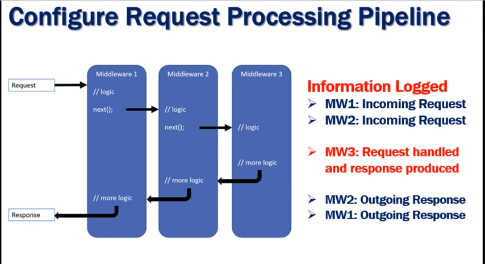 Configure Request Processing Pipeline
Middleware 1
Middleware 2
Middleware 3
Request
// logic
next();
// logic
next();
// logic
// more logic
// more logic
// more logic
Response
Information Logged
➢ MW1: Incoming Request
➢ MW2: Incoming Request
➢ MW3: Request handled
and response produced
➢ MW2: Outgoing Response
➢ MW1: Outgoing Response